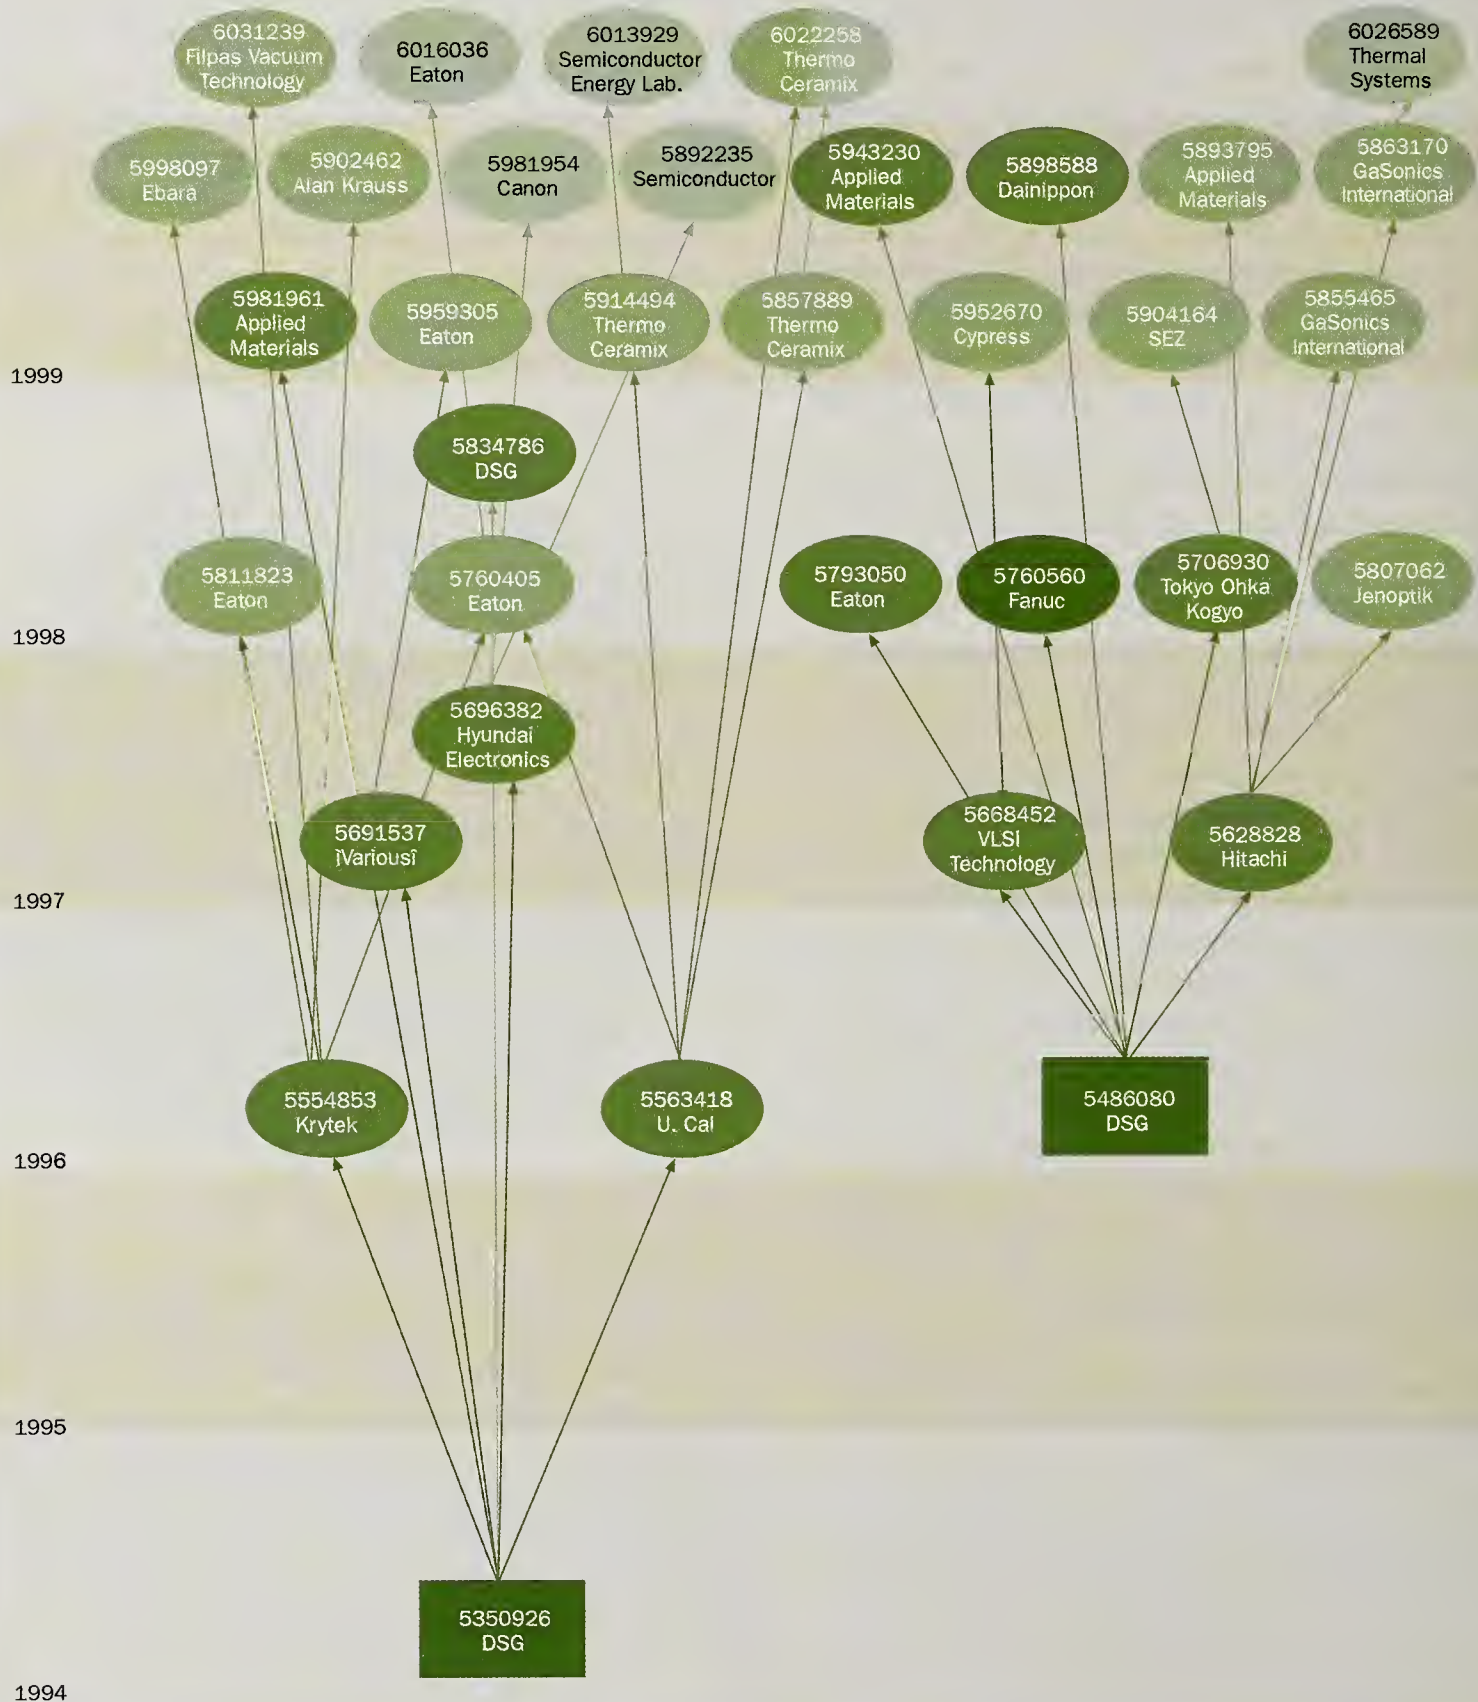 6031239
Filpas Vacuum
Technology
6016036
Eaton
6013929
Semiconductor
Energy Lab.
6022258
Thermo
Ceramix
6026589
Thermal
Systems
5998097
Ebara
5902462
Alan Krauss
5981954
Canon
5892235
Semiconductor
5943230
Applied
Materials
5898588
Dainippon
5893795
Applied
Materials
5863170
GaSonics
International
5981961
Applied
Materials
5959305
Eaton
5914494
Thermo
Ceramix
5857889
Thermo
Ceramix
5952670
Cypress
5904164
SEZ
5855465
GaSonics
International
1999
5834786
DSG
5811823
Eaton
5760405
Eaton
5793050
Eaton
5760560
Fanuc
5706930
Tokyo Ohka
Kogyo
5807062
Jenoptik
1998
5696382
Hyundai
Electronics
5691537
îVariousî
5668452
VLSI
Technology
5628828
Hitachi
1997
5554853
Krytek
5563418
U. Cal
5486080
DSG
1996
1995
5350926
DSG
1994